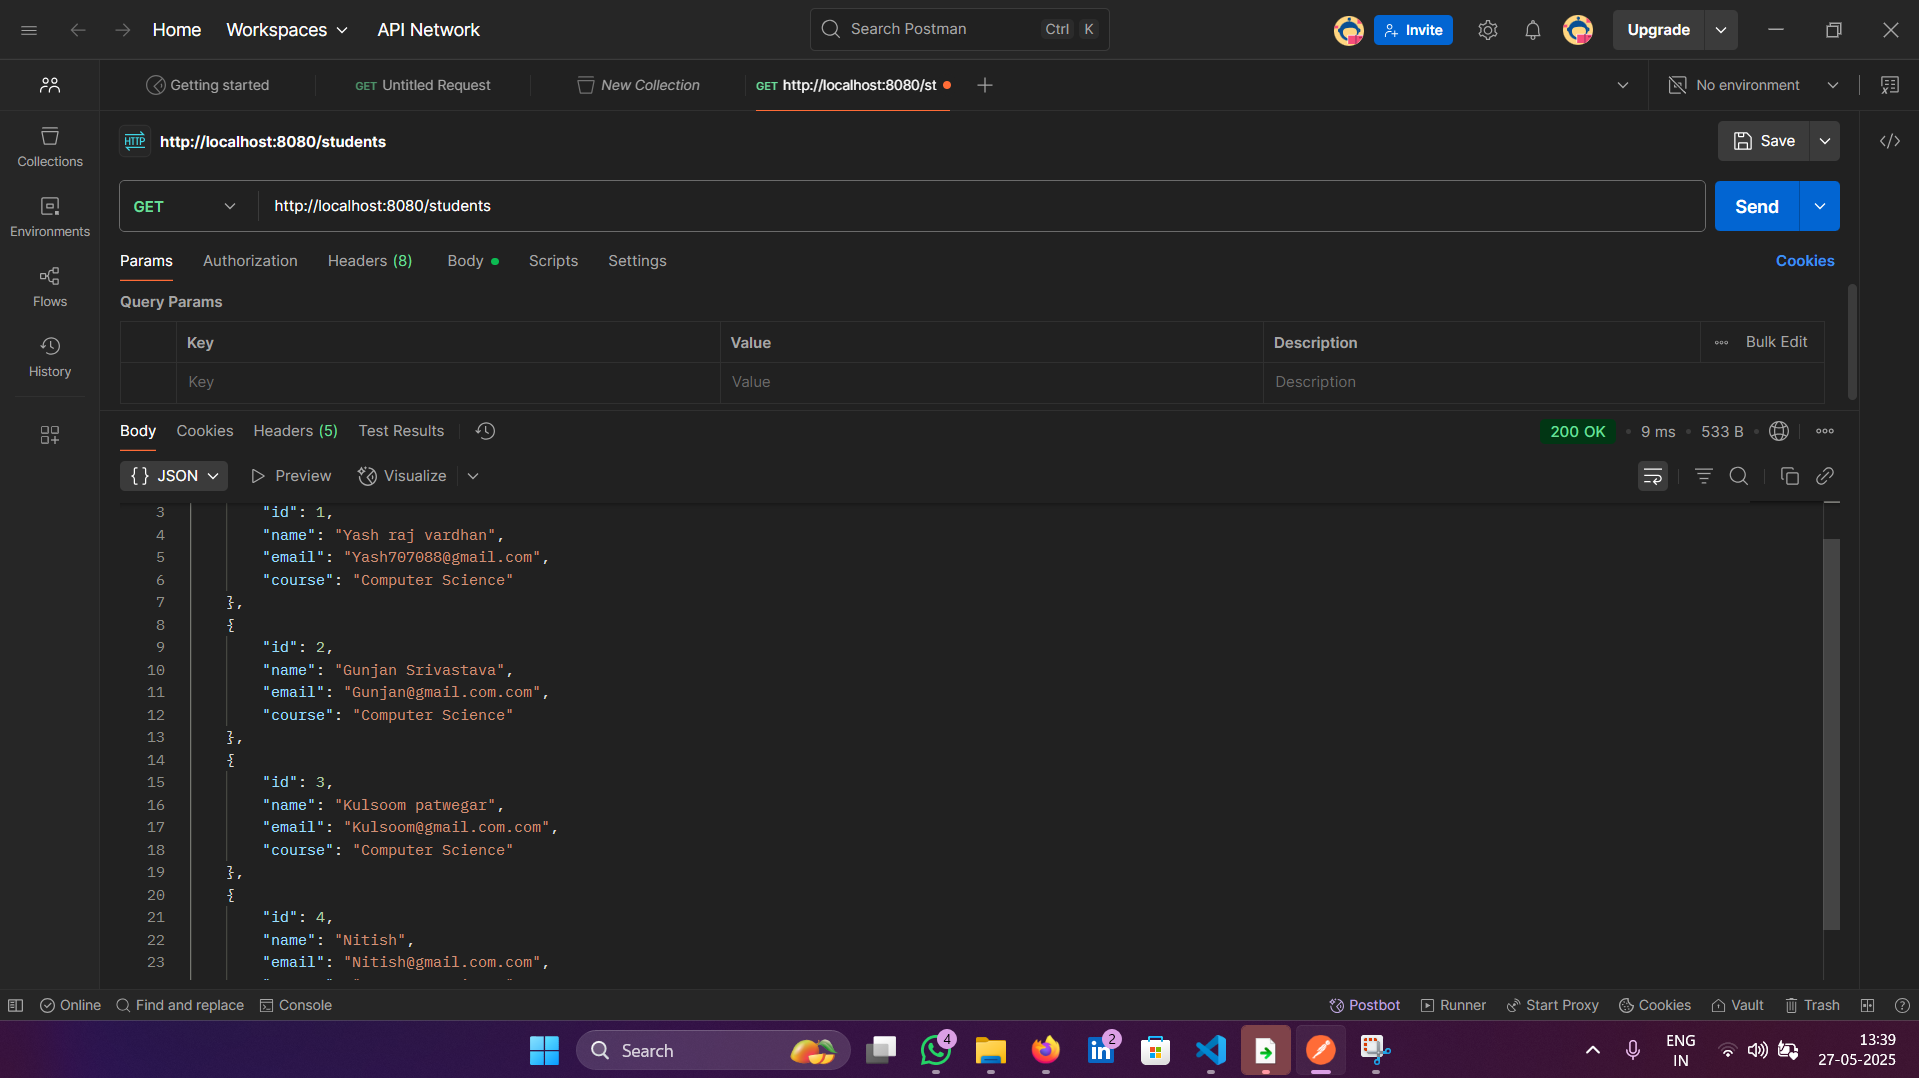 Home Workspaces API Network Search Postman Ctrl K Invite Upgrade
Getting started GET Untitled Request New Collection GET http://localhost:8080/st No environment
HTTP http://localhost:8080/students Save
Collections
GET http://localhost:8080/students Send
Environments
Params Authorization Headers (8) Body Scripts Settings Cookies
Flows
Query Params
Key Value Description Bulk Edit
History
Key Value Description
Body Cookies Headers (5) Test Results 200 OK 9 ms 533 B
{} JSON Preview Visualize
3 "id": 1,
4 "name": "Yash raj vardhan",
5 "email": "Yash707088@gmail.com",
6 "course": "Computer Science"
7 },
8 {
9 "id": 2,
10 "name": "Gunjan Srivastava",
11 "email": "Gunjan@gmail.com.com",
12 "course": "Computer Science"
13 },
14 {
15 "id": 3,
16 "name": "Kulsoom patwegar",
17 "email": "Kulsoom@gmail.com.com",
18 "course": "Computer Science"
19 },
20 {
21 "id": 4,
22 "name": "Nitish",
23 "email": "Nitish@gmail.com.com",
Online Find and replace Console Postbot Runner Start Proxy Cookies Vault Trash
Search 4 2 ENG 13:39
IN 27-05-2025